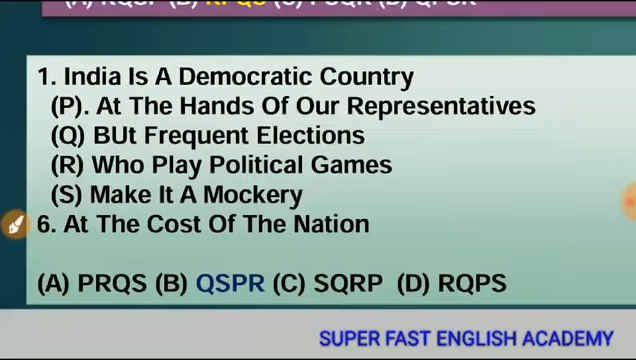 1. India Is A Democratic Country
(P). At The Hands Of Our Representatives
(Q) BUt Frequent Elections
(R) Who Play Political Games
(S) Make It A Mockery
6. At The Cost Of The Nation
(A) PRQS (B) QSPR (C) SQRP (D) RQPS
SUPER FAST ENGLISH ACADEMY